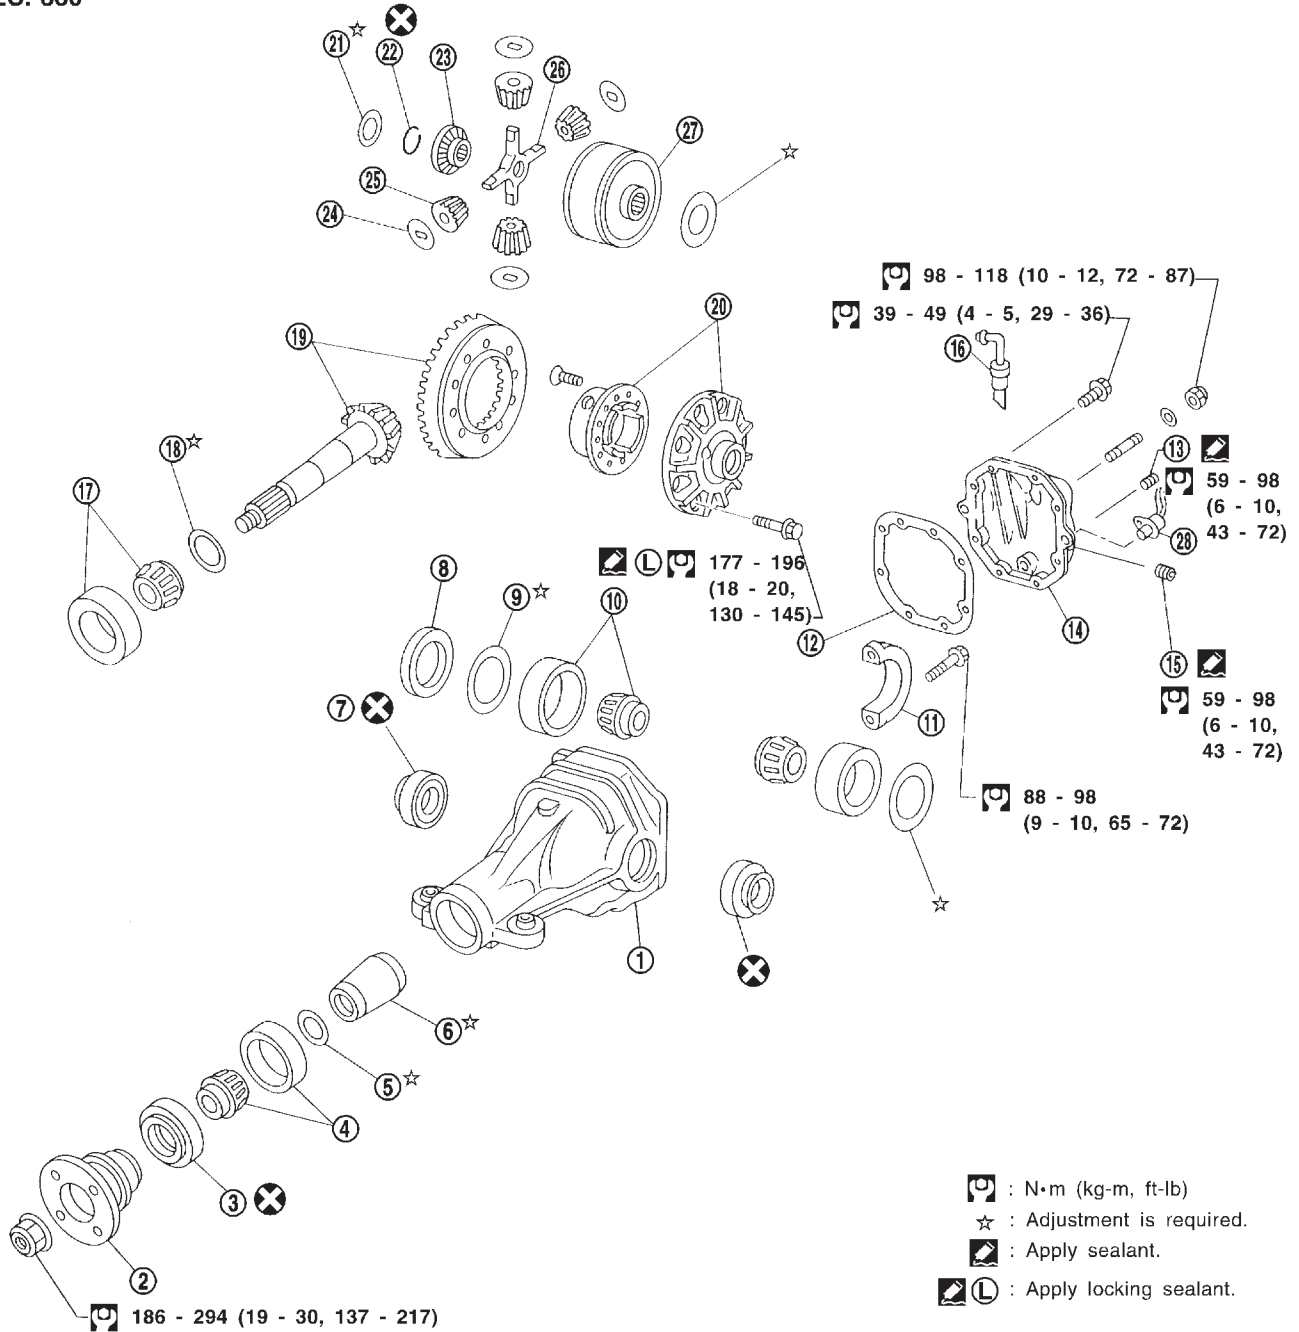 21 ☆
22
23
26
27
☆
25
24
98 - 118 (10 - 12, 72 - 87)
39 - 49 (4 - 5, 29 - 36)
20
16
19
18 ☆
13
59 - 98
(6 - 10,
43 - 72)
17
28
8
L 177 - 196
(18 - 20,
130 - 145)
9 ☆
10
12
14
15
59 - 98
(6 - 10,
43 - 72)
7
11
88 - 98
(9 - 10, 65 - 72)
☆
1
6 ☆
5 ☆
4
3
2
186 - 294 (19 - 30, 137 - 217)
: N•m (kg-m, ft-lb)
☆ : Adjustment is required.
: Apply sealant.
L : Apply locking sealant.